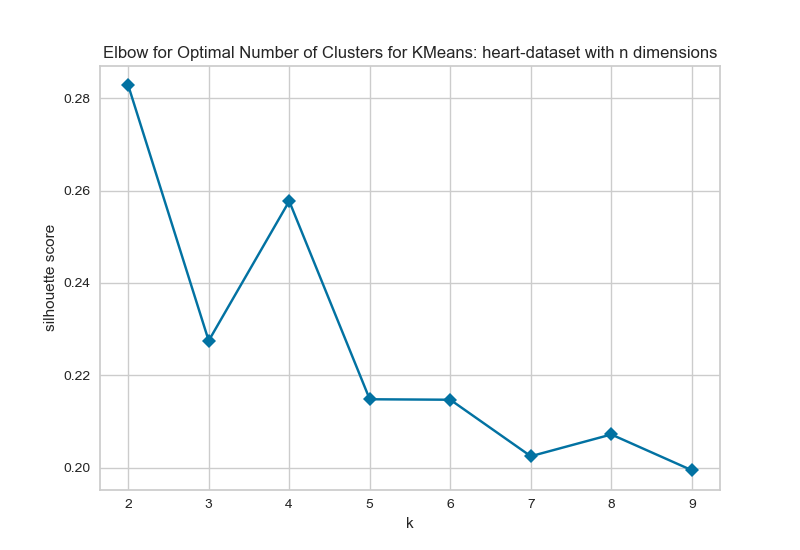 Elbow for Optimal Number of Clusters for KMeans: heart-dataset with n dimensions
silhouette score
0.28
0.26
0.24
0.22
0.20
2 3 4 5 6 7 8 9
k